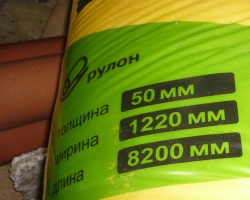 рулон
толщина 50 мм
ширина 1220 мм
длина 8200 мм